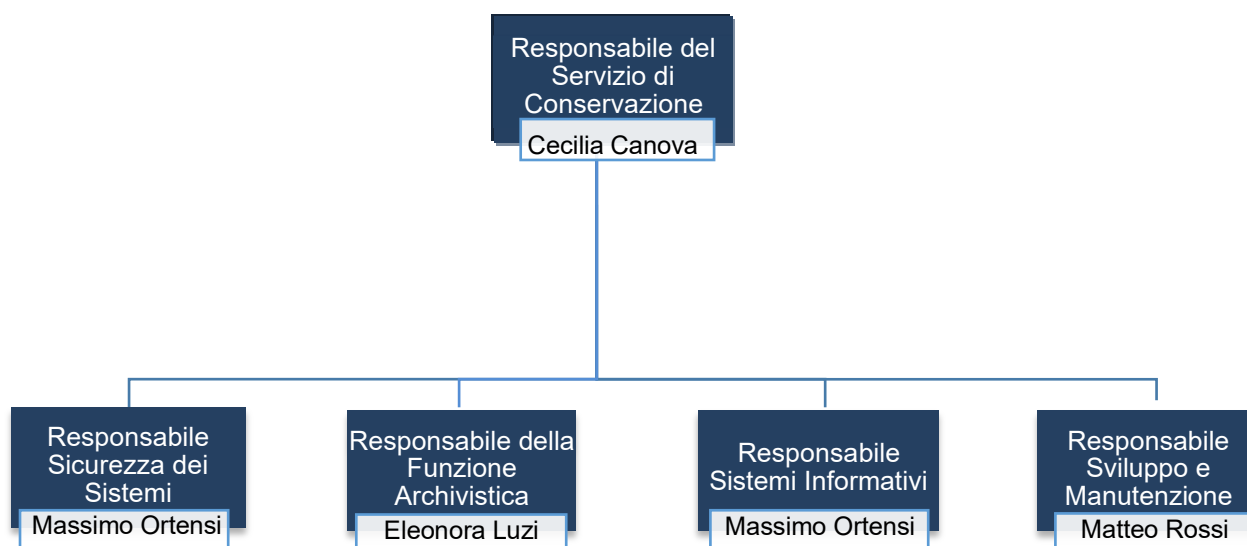 Responsabile del
Servizio di
Conservazione
Cecilia Canova
Responsabile
Sicurezza dei
Sistemi
Massimo Ortensi
Responsabile della
Funzione
Archivistica
Eleonora Luzi
Responsabile
Sistemi Informativi
Massimo Ortensi
Responsabile
Sviluppo e
Manutenzione
Matteo Rossi